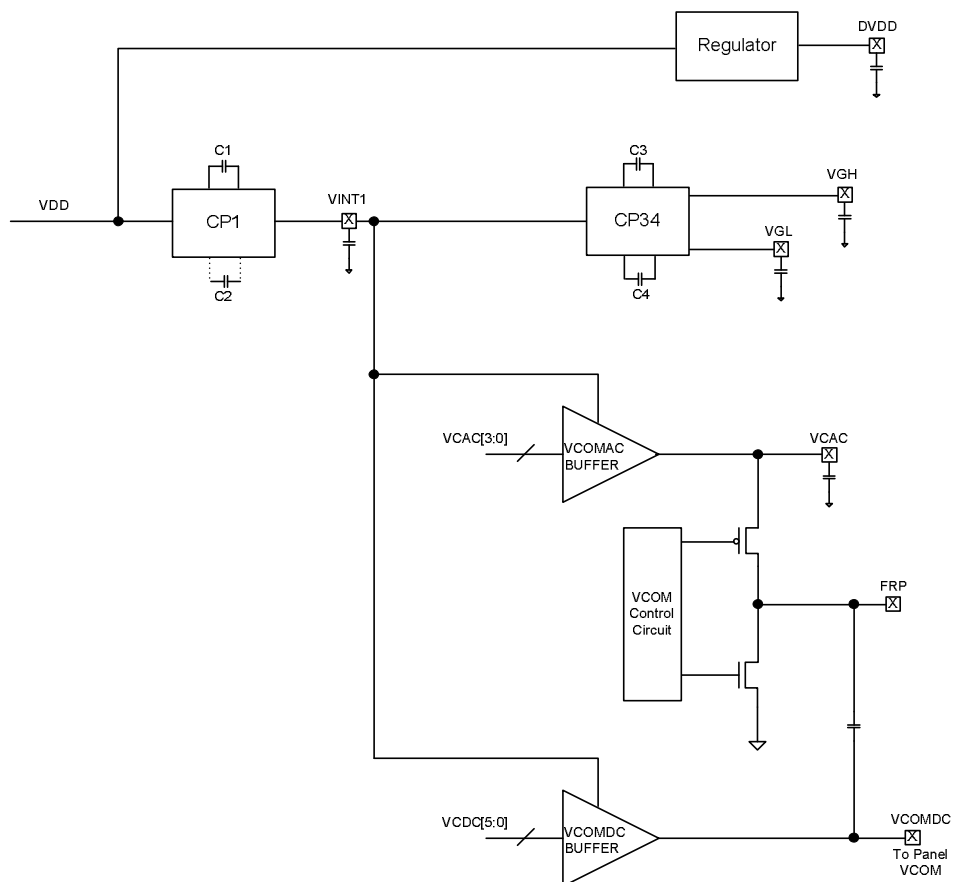 DVDD
Regulator
X
C1
C3
VDD
VINT1
VGH
CP1
X
CP34
X
VGL
X
C2
C4
VCAC[3:0]
VCOMAC
BUFFER
VCAC
X
VCOM
Control
Circuit
FRP
X
VCDC[5:0]
VCOMDC
BUFFER
VCOMDC
X
To Panel
VCOM